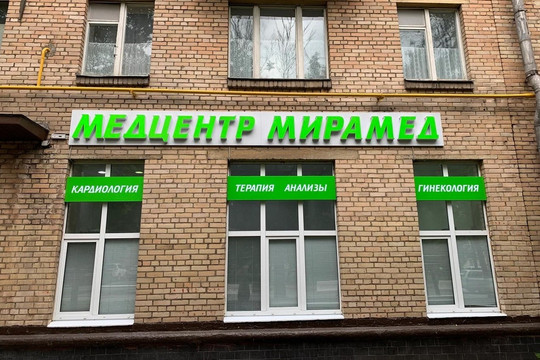 МЕДЦЕНТР МИРАМЕД
КАРДИОЛОГИЯ
ТЕРАПИЯ АНАЛИЗЫ
ГИНЕКОЛОГИЯ